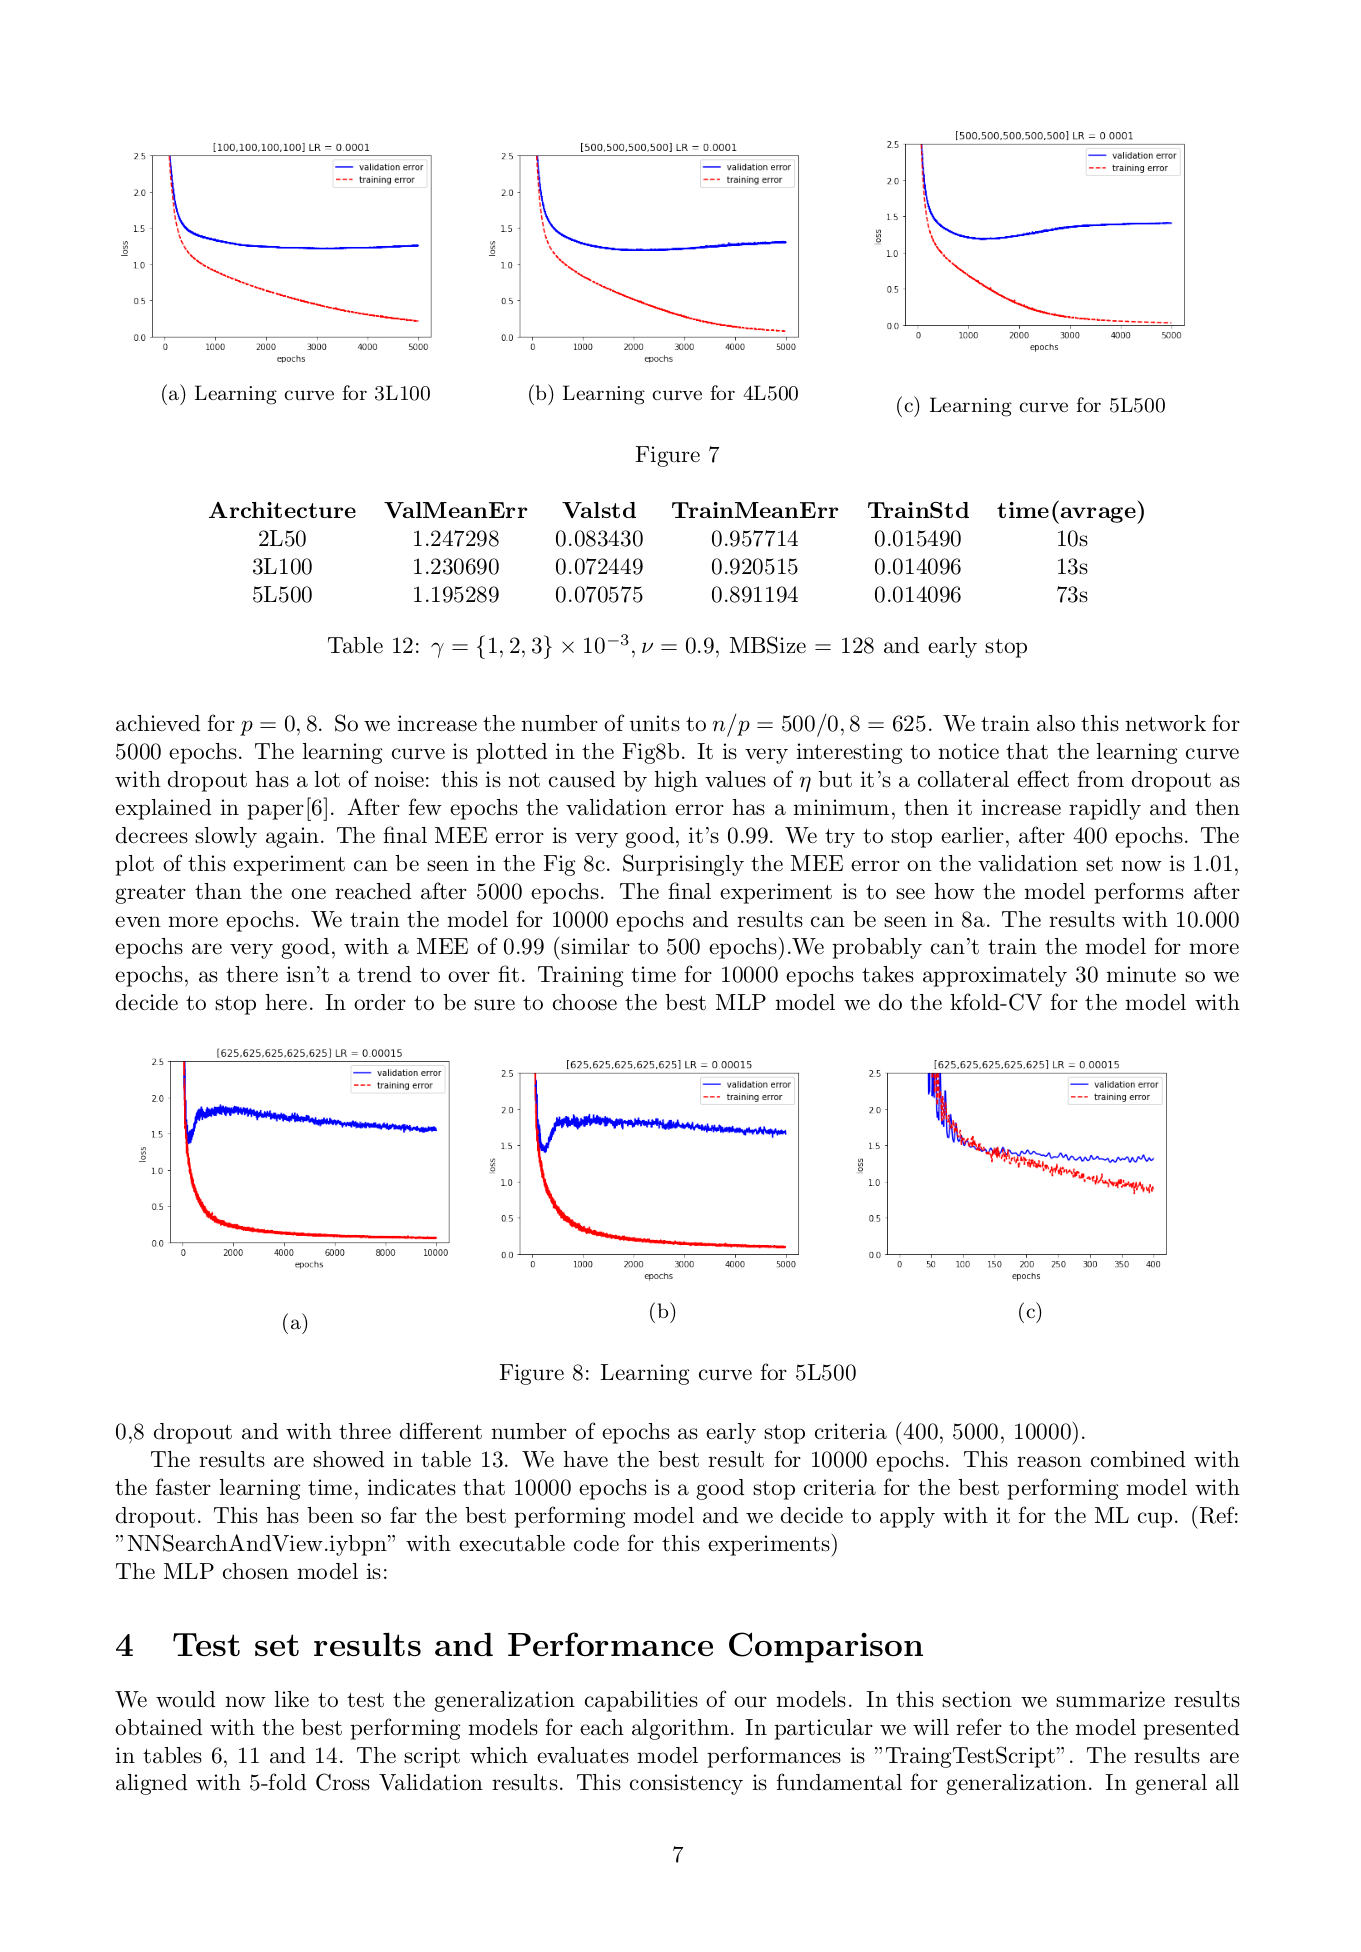 [100,100,100,100] LR = 0.0001
2.5
2.0
1.5
1.0
0.5
0.0
loss
validation error
training error
0 1000 2000 3000 4000 5000
epochs
(a) Learning curve for 3L100
[500,500,500,500] LR = 0.0001
2.5
2.0
1.5
1.0
0.5
0.0
loss
validation error
training error
0 1000 2000 3000 4000 5000
epochs
(b) Learning curve for 4L500
[500,500,500,500,500] LR = 0.0001
2.5
2.0
1.5
1.0
0.5
0.0
loss
validation error
training error
0 1000 2000 3000 4000 5000
epochs
(c) Learning curve for 5L500
Figure 7
Architecture ValMeanErr Valstd TrainMeanErr TrainStd time(avrage)
2L50 1.247298 0.083430 0.957714 0.015490 10s
3L100 1.230690 0.072449 0.920515 0.014096 13s
5L500 1.195289 0.070575 0.891194 0.014096 73s
Table 12: γ = {1, 2, 3} × 10⁻³, ν = 0.9, MBSize = 128 and early stop
achieved for p = 0, 8. So we increase the number of units to n/p = 500/0, 8 = 625. We train also this network for
5000 epochs. The learning curve is plotted in the Fig8b. It is very interesting to notice that the learning curve
with dropout has a lot of noise: this is not caused by high values of η but it's a collateral effect from dropout as
explained in paper[6]. After few epochs the validation error has a minimum, then it increase rapidly and then
decrees slowly again. The final MEE error is very good, it's 0.99. We try to stop earlier, after 400 epochs. The
plot of this experiment can be seen in the Fig 8c. Surprisingly the MEE error on the validation set now is 1.01,
greater than the one reached after 5000 epochs. The final experiment is to see how the model performs after
even more epochs. We train the model for 10000 epochs and results can be seen in 8a. The results with 10.000
epochs are very good, with a MEE of 0.99 (similar to 500 epochs).We probably can't train the model for more
epochs, as there isn't a trend to over fit. Training time for 10000 epochs takes approximately 30 minute so we
decide to stop here. In order to be sure to choose the best MLP model we do the kfold-CV for the model with
[625,625,625,625,625] LR = 0.00015
2.5
2.0
1.5
1.0
0.5
0.0
loss
validation error
training error
0 2000 4000 6000 8000 10000
epochs
(a)
[625,625,625,625,625] LR = 0.00015
2.5
2.0
1.5
1.0
0.5
0.0
loss
validation error
training error
0 1000 2000 3000 4000 5000
epochs
(b)
[625,625,625,625,625] LR = 0.00015
2.5
2.0
1.5
1.0
0.5
0.0
loss
validation error
training error
0 50 100 150 200 250 300 350 400
epochs
(c)
Figure 8: Learning curve for 5L500
0,8 dropout and with three different number of epochs as early stop criteria (400, 5000, 10000).
The results are showed in table 13. We have the best result for 10000 epochs. This reason combined with
the faster learning time, indicates that 10000 epochs is a good stop criteria for the best performing model with
dropout. This has been so far the best performing model and we decide to apply with it for the ML cup. (Ref:
"NNSearchAndView.iybpn" with executable code for this experiments)
The MLP chosen model is:
4 Test set results and Performance Comparison
We would now like to test the generalization capabilities of our models. In this section we summarize results
obtained with the best performing models for each algorithm. In particular we will refer to the model presented
in tables 6, 11 and 14. The script which evaluates model performances is "TraingTestScript". The results are
aligned with 5-fold Cross Validation results. This consistency is fundamental for generalization. In general all
7